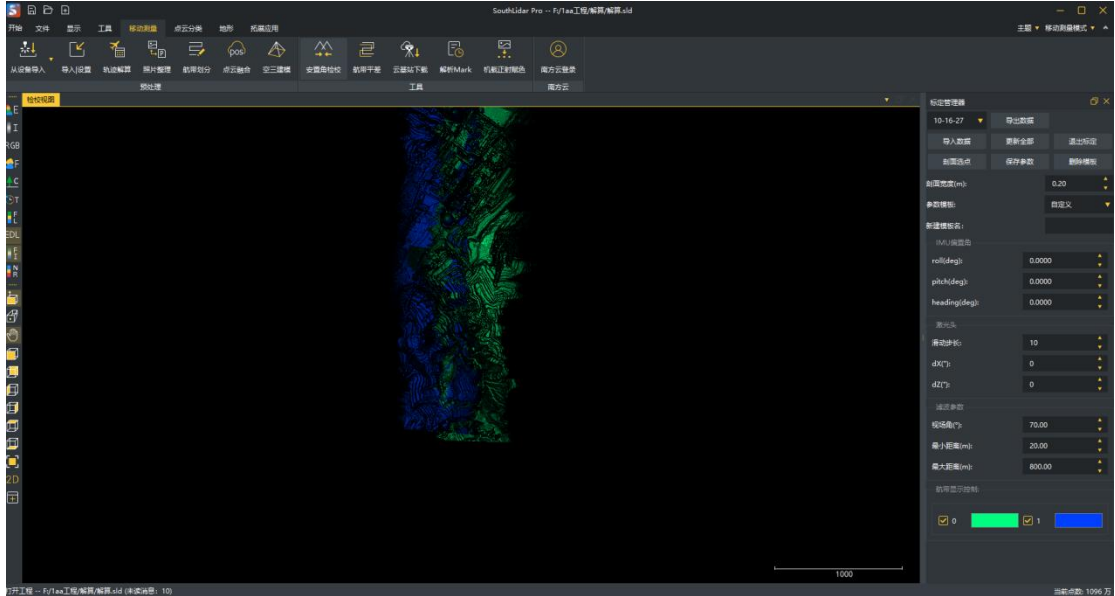 SouthLidar Pro -- F:/1aa工程/解算/解算.sld
开始 文件 显示 工具 移动测量 点云分类 地形 拓展应用 主题 移动测量模式
从设备导入 导入|设置 轨迹解算 照片整理 航带划分 点云融合 空三建模 安置角检校 航带平差 云基站下载 解析Mark 机载正射赋色 南方云登录
预处理 工具 南方云
检校视图
E
I
RGB
F
C
T
F L
EDL
F I
N R
2D
1000
标定管理器
10-16-27 导出数据
导入数据 更新全部 退出标定
剖面选点 保存参数 删除模板
剖面宽度(m): 0.20
参数模板: 自定义
新建模板名:
IMU偏置角
roll(deg): 0.0000
pitch(deg): 0.0000
heading(deg): 0.0000
激光头
滑动步长: 10
dX("): 0
dZ("): 0
滤波参数
视场角(°): 70.00
最小距离(m): 20.00
最大距离(m): 800.00
航带显示控制:
0 1
打开工程 -- F:/1aa工程/解算/解算.sld (未读消息: 10) 当前点数: 1096 万